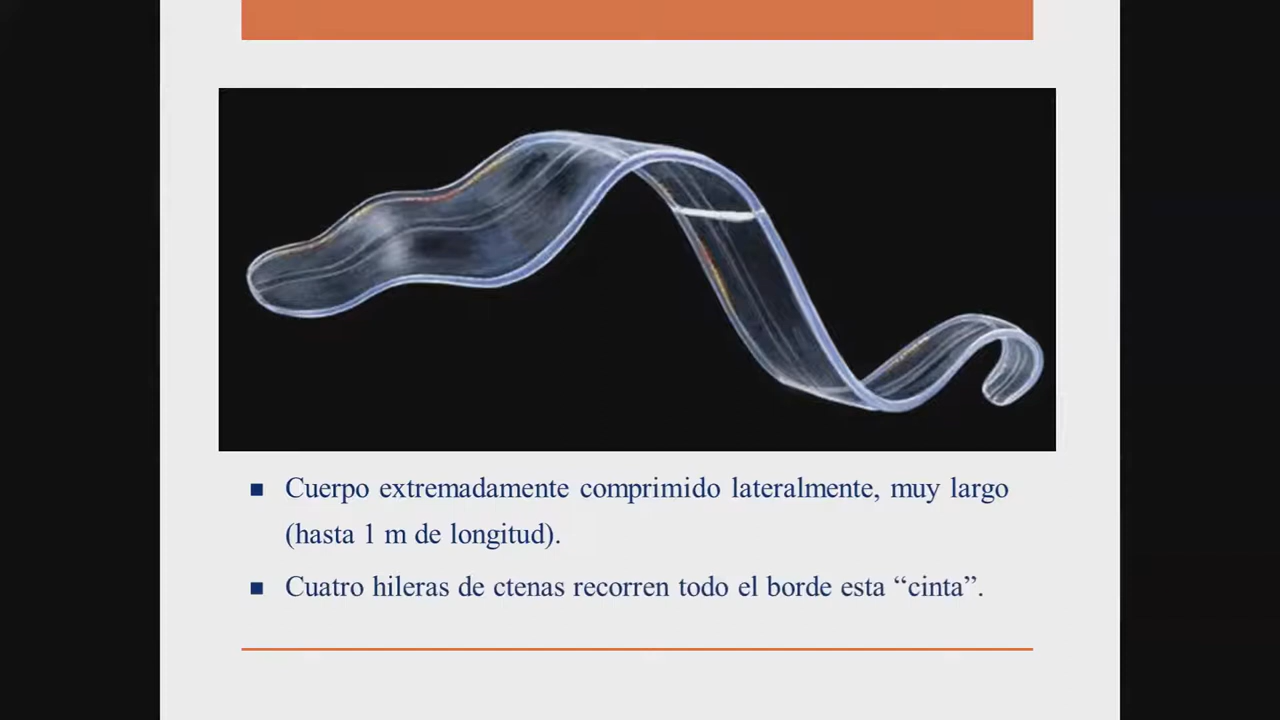 Cuerpo extremadamente comprimido lateralmente, muy largo
(hasta 1 m de longitud).
Cuatro hileras de ctenas recorren todo el borde esta “cinta”.